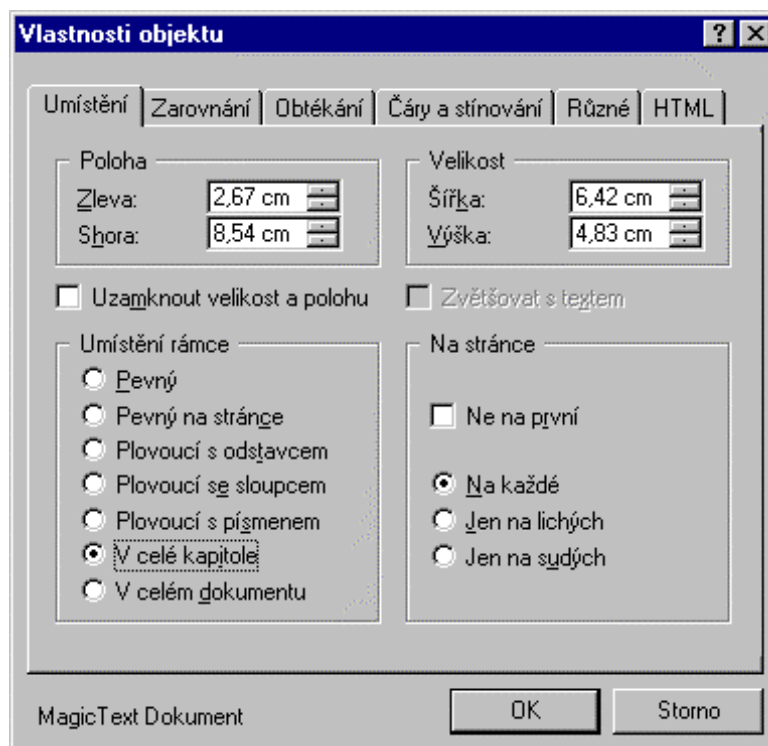 Vlastnosti objektu
Umístění Zarovnání Obtékání Čáry a stínování Různé HTML
Poloha
Zleva: 2,67 cm
Shora: 8,54 cm
Velikost
Šířka: 6,42 cm
Výška: 4,83 cm
Uzamknout velikost a polohu
Zvětšovat s textem
Umístění rámce
Pevný
Pevný na stránce
Plovoucí s odstavcem
Plovoucí se sloupcem
Plovoucí s písmenem
V celé kapitole
V celém dokumentu
Na stránce
Ne na první
Na každé
Jen na lichých
Jen na sudých
MagicText Dokument
OK
Storno